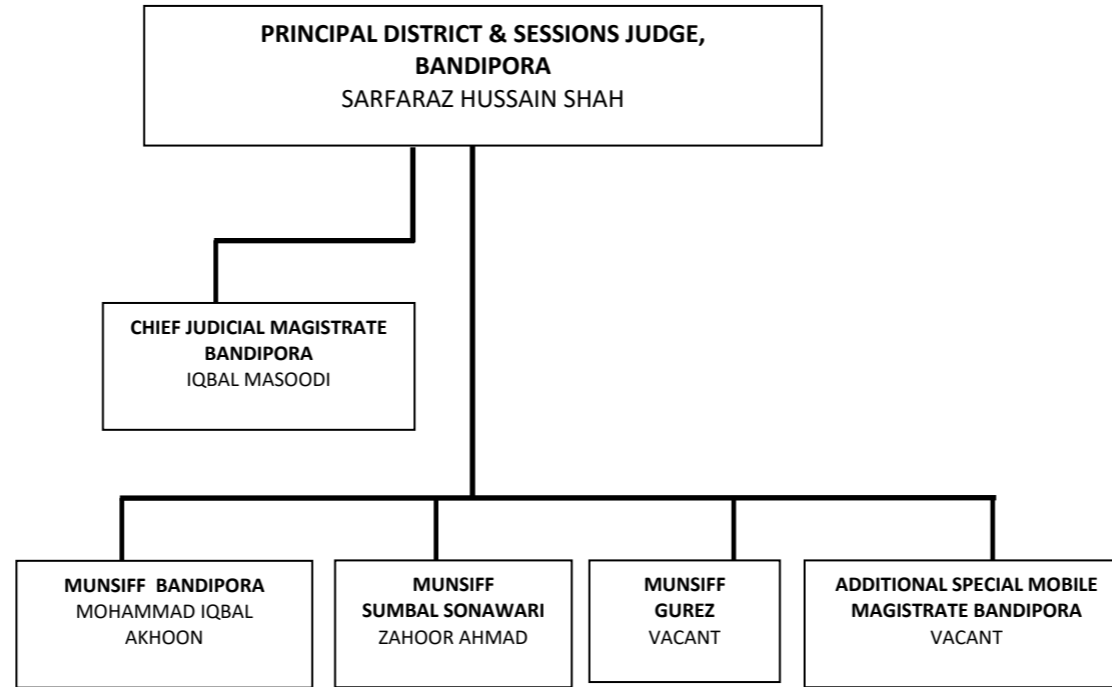 PRINCIPAL DISTRICT & SESSIONS JUDGE,
BANDIPORA
SARFARAZ HUSSAIN SHAH
CHIEF JUDICIAL MAGISTRATE
BANDIPORA
IQBAL MASOODI
MUNSIFF BANDIPORA
MOHAMMAD IQBAL
AKHOON
MUNSIFF
SUMBAL SONAWARI
ZAHOOR AHMAD
MUNSIFF
GUREZ
VACANT
ADDITIONAL SPECIAL MOBILE
MAGISTRATE BANDIPORA
VACANT